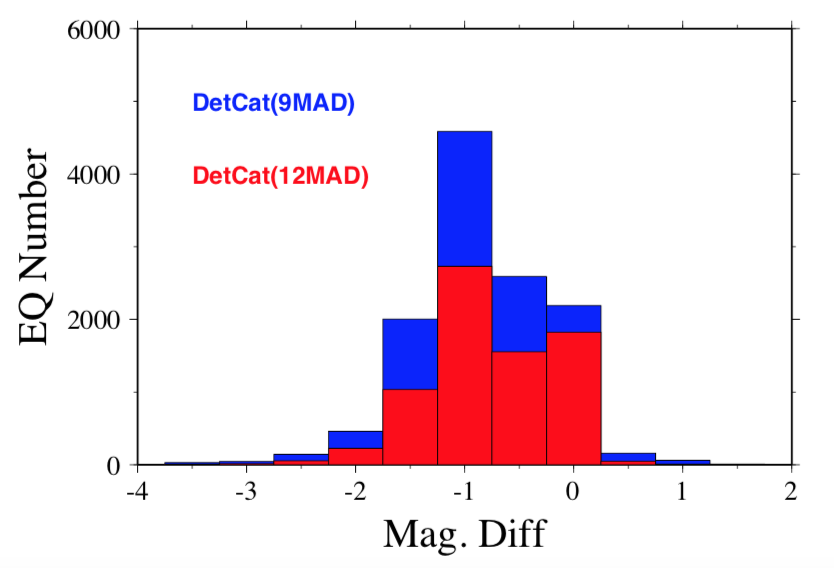 6000
4000
2000
0
EQ Number
DetCat(9MAD)
DetCat(12MAD)
-4 -3 -2 -1 0 1 2
Mag. Diff